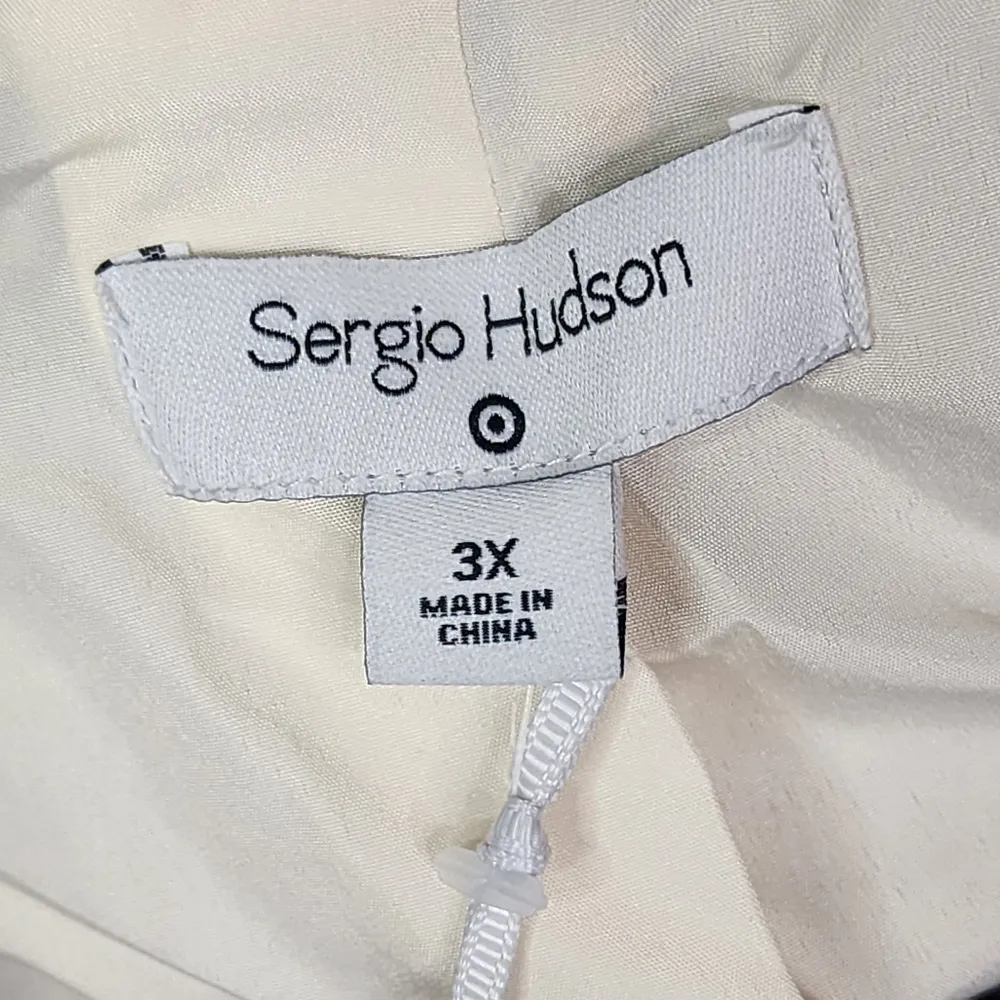 Sergio Hudson
3X
MADE IN
CHINA